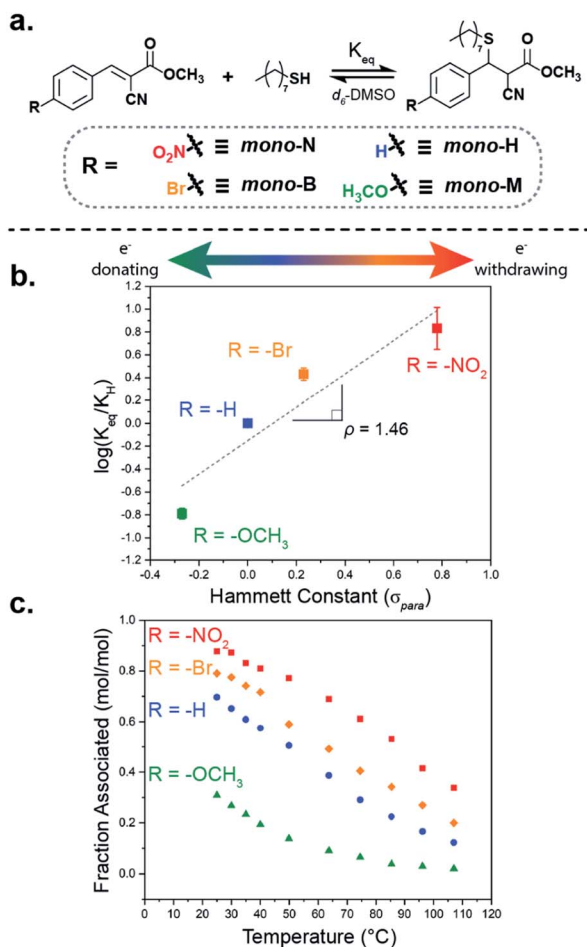 a.
O
OCH3
CN
R
+
( )7 SH
Keq
d6-DMSO
( )7 S
O
OCH3
CN
R
R =
O2N ≡ mono-N
H ≡ mono-H
Br ≡ mono-B
H3CO ≡ mono-M
e-
donating
e-
withdrawing
b.
log(Keq/KH)
1.2
1.0
0.8
0.6
0.4
0.2
0.0
-0.2
-0.4
-0.6
-0.8
-1.0
-1.2
R = -Br
R = -NO2
R = -H
ρ = 1.46
R = -OCH3
-0.4 -0.2 0.0 0.2 0.4 0.6 0.8 1.0
Hammett Constant (σpara)
c.
Fraction Associated (mol/mol)
1.0
0.8
0.6
0.4
0.2
0.0
R = -NO2
R = -Br
R = -H
R = -OCH3
0 10 20 30 40 50 60 70 80 90 100 110 120
Temperature (°C)